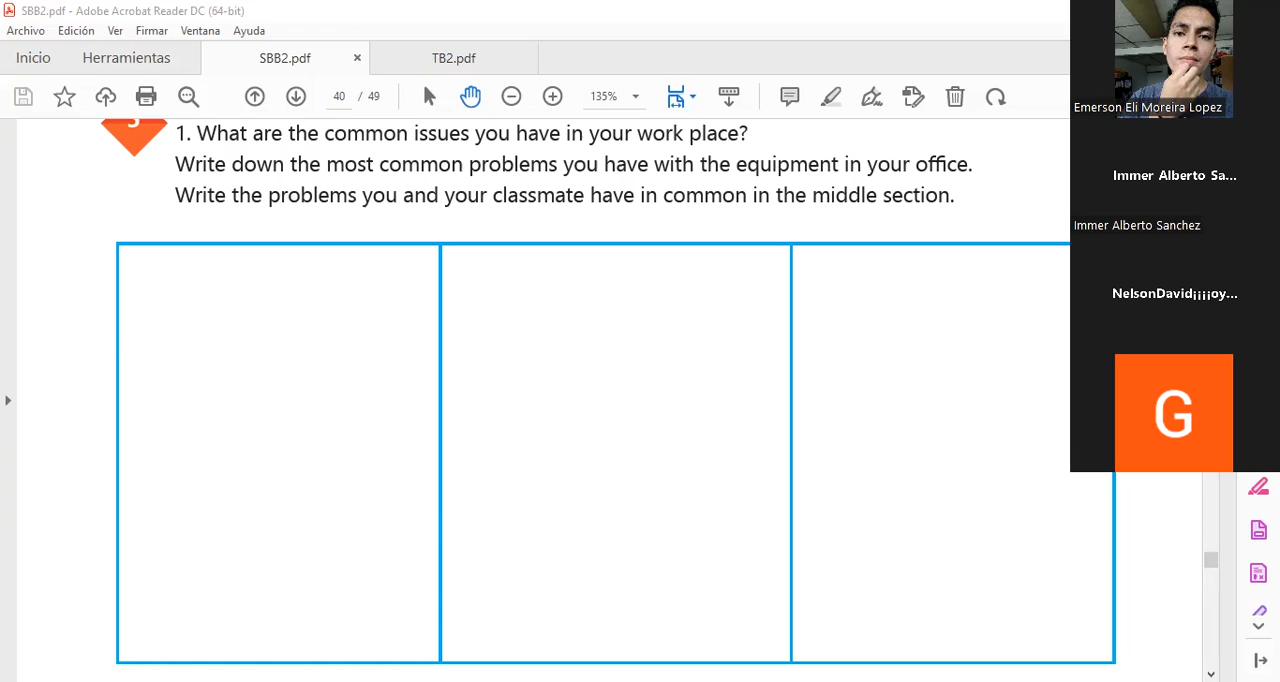 SBB2.pdf - Adobe Acrobat Reader DC (64-bit)
Archivo Edición Ver Firmar Ventana Ayuda
Inicio Herramientas SBB2.pdf × TB2.pdf
40 / 49 135%
1. What are the common issues you have in your work place?
Write down the most common problems you have with the equipment in your office.
Write the problems you and your classmate have in common in the middle section.
Emerson Eli Moreira Lopez
Immer Alberto Sa...
Immer Alberto Sanchez
NelsonDavid¡¡¡¡oy...
G